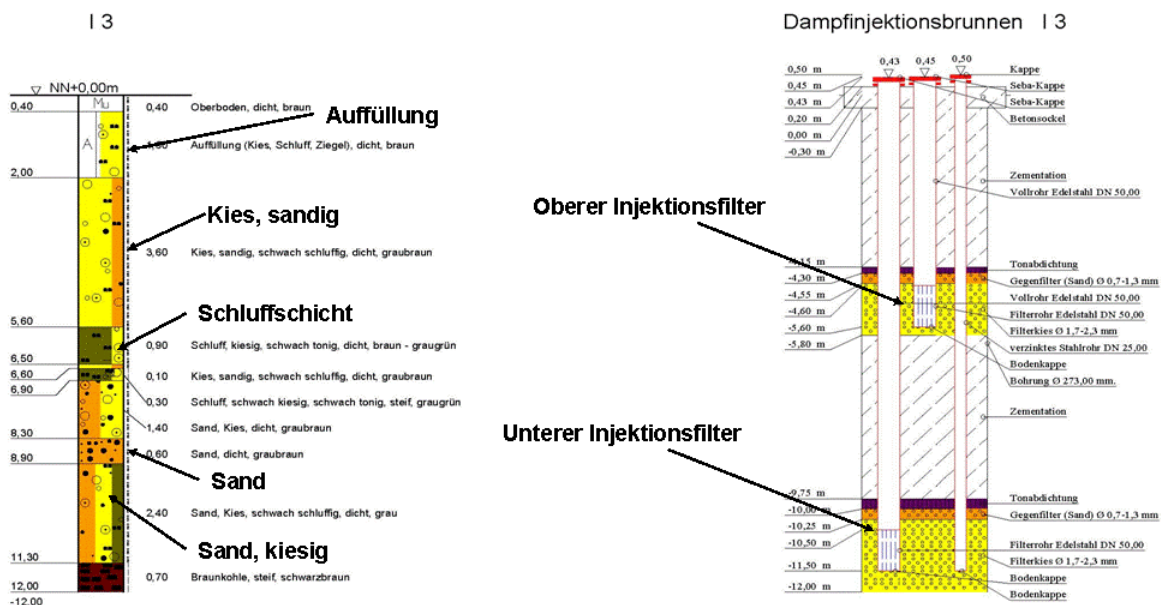 I 3
NN+0,00m
Mu
0,40
0,40
Oberboden, dicht, braun
Auffüllung
A
Auffüllung (Kies, Schluff, Ziegel), dicht, braun
2,00
Kies, sandig
3,60
Kies, sandig, schwach schluffig, dicht, graubraun
Schluffschicht
5,60
0,90
Schluff, kiesig, schwach tonig, dicht, braun - graugrün
6,50
6,60
0,10
Kies, sandig, schwach schluffig, dicht, graubraun
6,90
0,30
Schluff, schwach kiesig, schwach tonig, steif, graugrün
1,40
Sand, Kies, dicht, graubraun
8,30
0,60
Sand, dicht, graubraun
8,90
Sand
2,40
Sand, Kies, schwach schluffig, dicht, grau
Sand, kiesig
11,30
0,70
Braunkohle, steif, schwarzbraun
12,00
-12,00
Dampfinjektionsbrunnen I 3
0,43
0,45
0,50
0,50 m
0,45 m
0,43 m
0,20 m
0,00 m
-0,30 m
Kappe
Seba-Kappe
Seba-Kappe
Betonsockel
Zementation
Vollrohr Edelstahl DN 50,00
Oberer Injektionsfilter
-4,30 m
-4,55 m
-4,60 m
-5,60 m
-5,80 m
Tonabdichtung
Gegenfilter (Sand) Ø 0,7-1,3 mm
Vollrohr Edelstahl DN 50,00
Filterrohr Edelstahl DN 50,00
Filterkies Ø 1,7-2,3 mm
verzinktes Stahlrohr DN 25,00
Bodenkappe
Bohrung Ø 273,00 mm.
Zementation
Unterer Injektionsfilter
-9,75 m
-10,00 m
-10,25 m
-10,50 m
-11,50 m
-12,00 m
Tonabdichtung
Gegenfilter (Sand) Ø 0,7-1,3 mm
Filterrohr Edelstahl DN 50,00
Filterkies Ø 1,7-2,3 mm
Bodenkappe
Bodenkappe